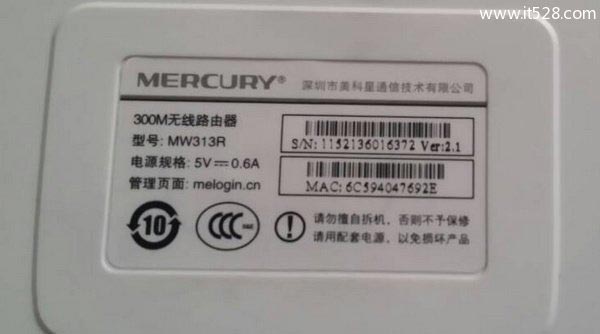 www.it528.com
MERCURY® 深圳市美科星通信技术有限公司
300M无线路由器
型号: MW313R
电源规格: 5V⎓0.6A
管理页面: melogin.cn
S/N: 1152136016372 Ver:2.1
MAC: 6C594047692E
10
CCC
! 请勿擅自拆机，否则不予保修
请用配套电源，以免损坏产品